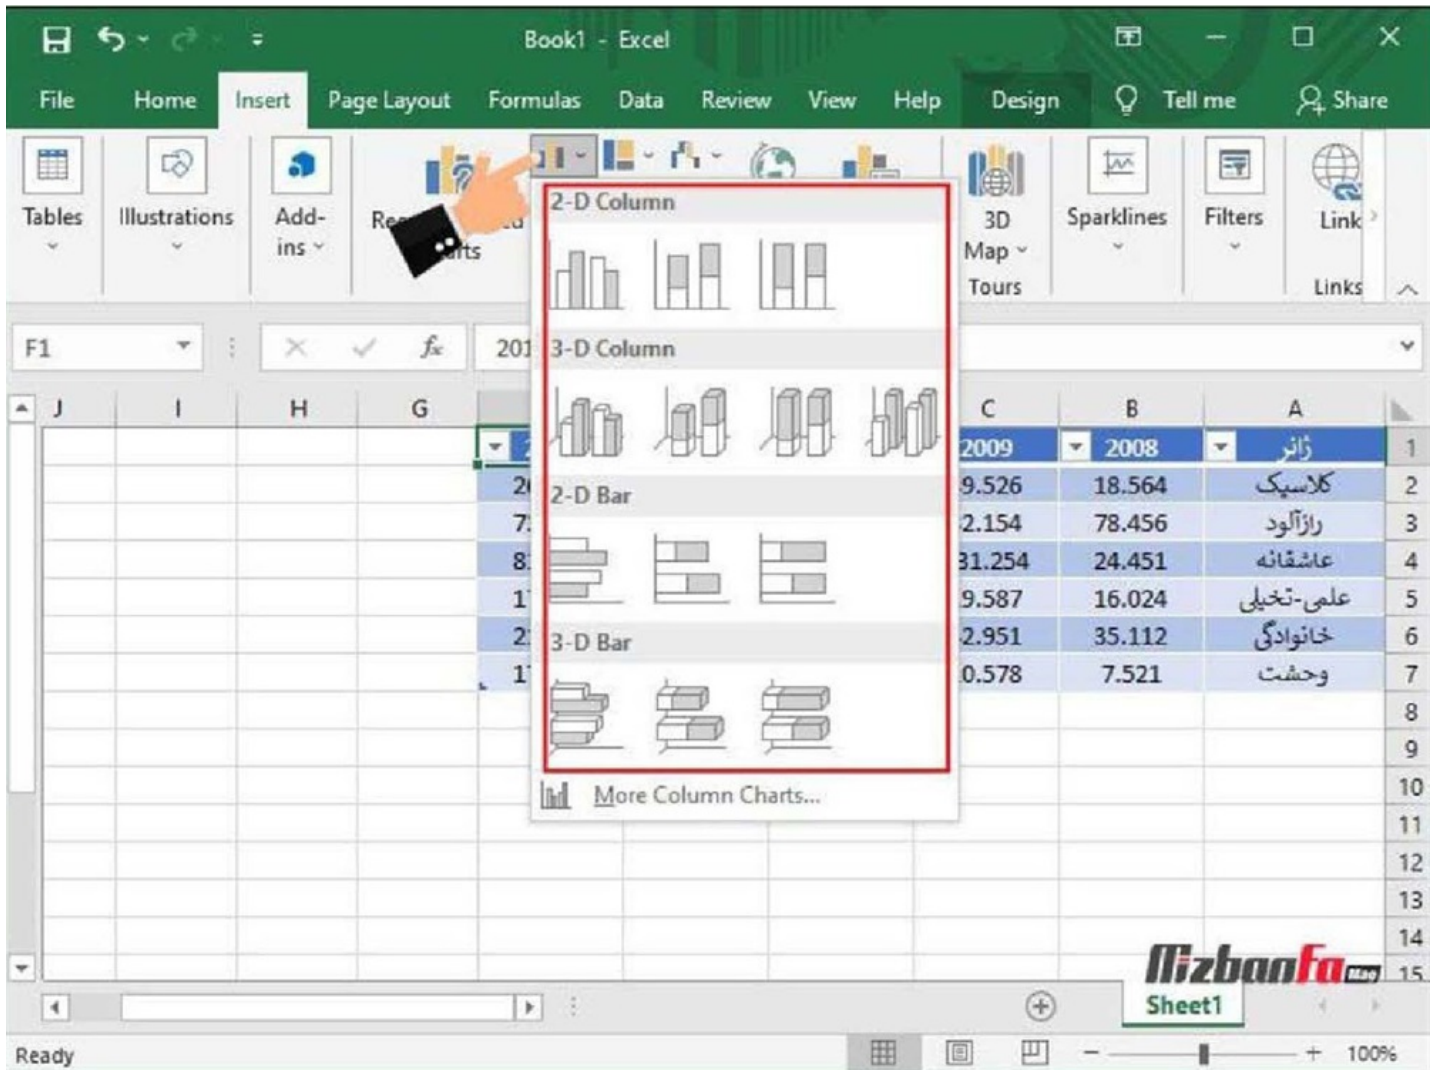 Book1 - Excel
File Home Insert Page Layout Formulas Data Review View Help Design Tell me Share
Tables Illustrations Add-ins 3D Map Sparklines Filters Link
Tours Links
2-D Column
3-D Column
2-D Bar
3-D Bar
More Column Charts...
F1 fx 201
J I H G C B A
1 ژانر 2008 2009
2 کلاسیک 18.564 9.526
3 رازآلود 78.456 2.154
4 عاشقانه 24.451 31.254
5 علمی-تخیلی 16.024 9.587
6 خانوادگی 35.112 2.951
7 وحشت 7.521 0.578
8
9
10
11
12
13
14
15
MizbanFa Mag
Sheet1
Ready 100%